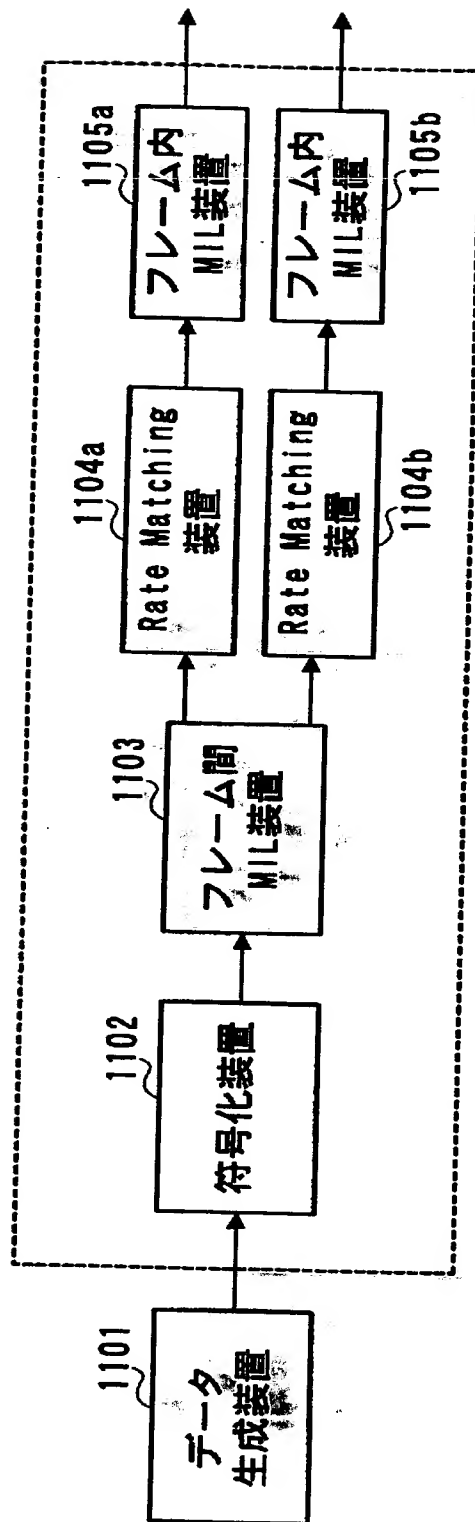 1101
データ
生成装置
1102
符号化装置
1103
フレーム間
MIL装置
1104a
Rate Matching
装置
1104b
Rate Matching
装置
1105a
フレーム内
MIL装置
1105b
フレーム内
MIL装置